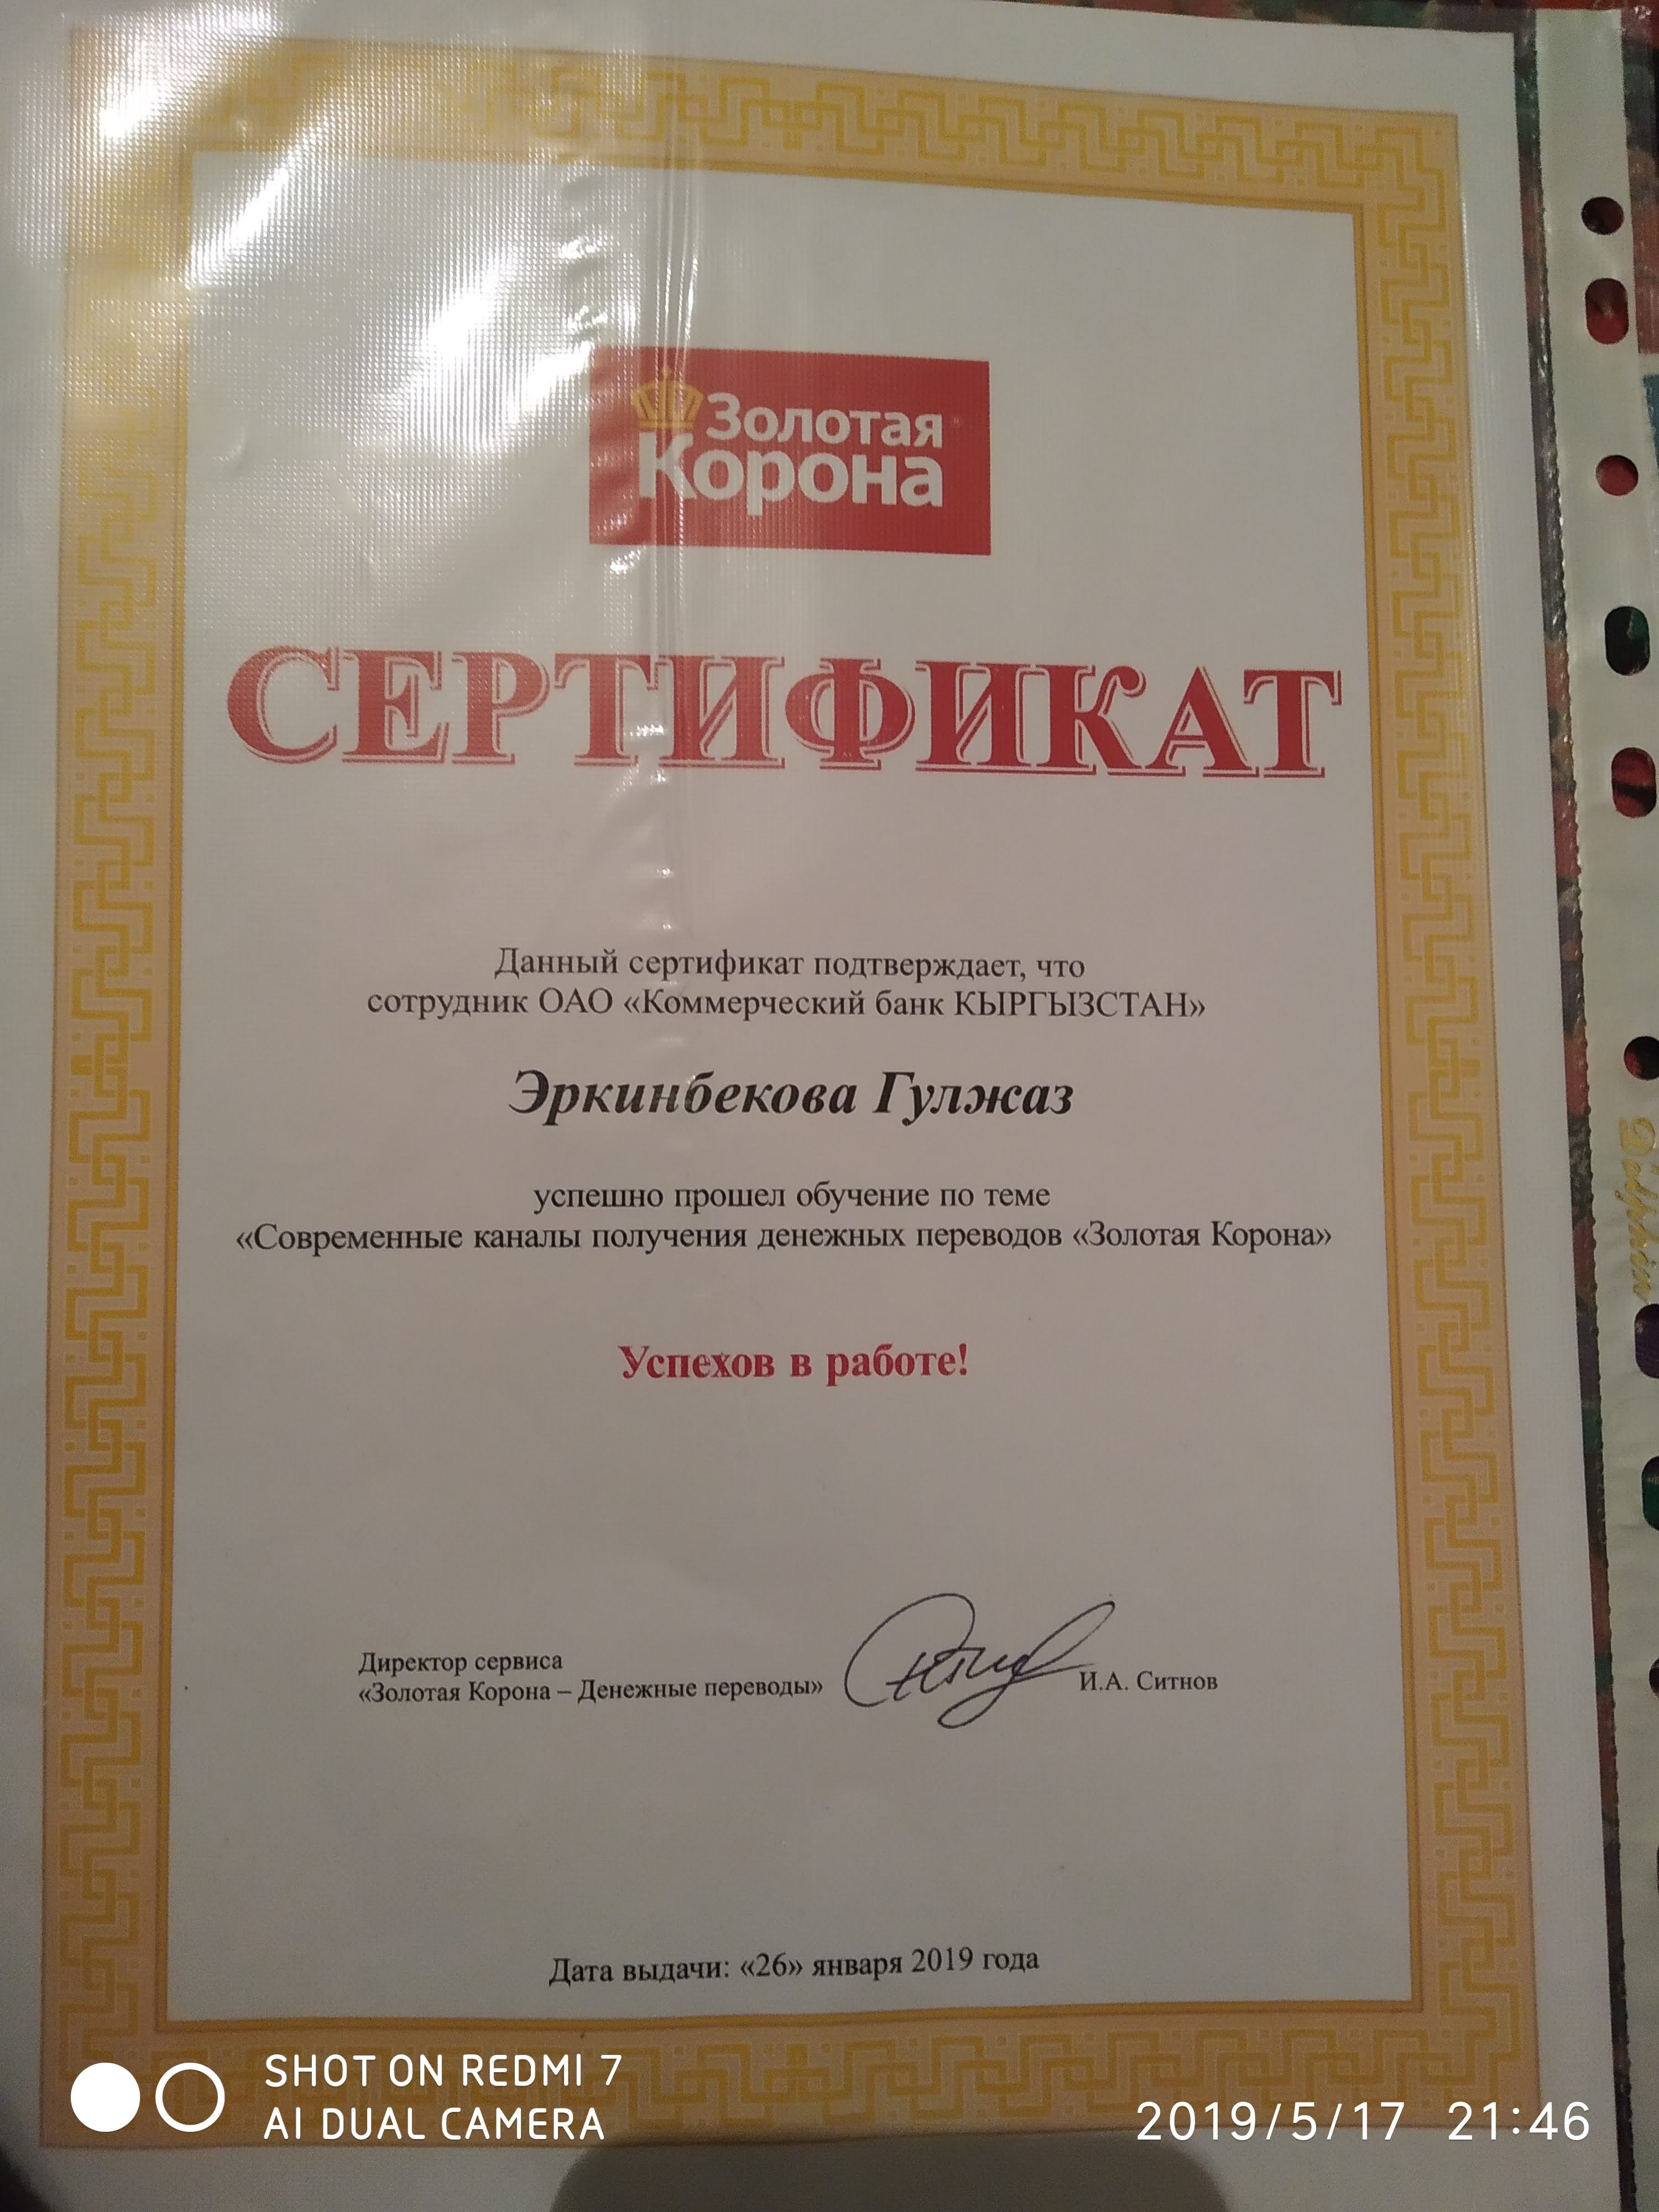 Золотая
Корона
СЕРТИФИКАТ
Данный сертификат подтверждает, что
сотрудник ОАО «Коммерческий банк КЫРГЫЗСТАН»
Эркинбекова Гулжаз
успешно прошел обучение по теме
«Современные каналы получения денежных переводов «Золотая Корона»
Успехов в работе!
Директор сервиса
«Золотая Корона – Денежные переводы»
И.А. Ситнов
Дата выдачи: «26» января 2019 года
SHOT ON REDMI 7
AI DUAL CAMERA
2019/5/17 21:46